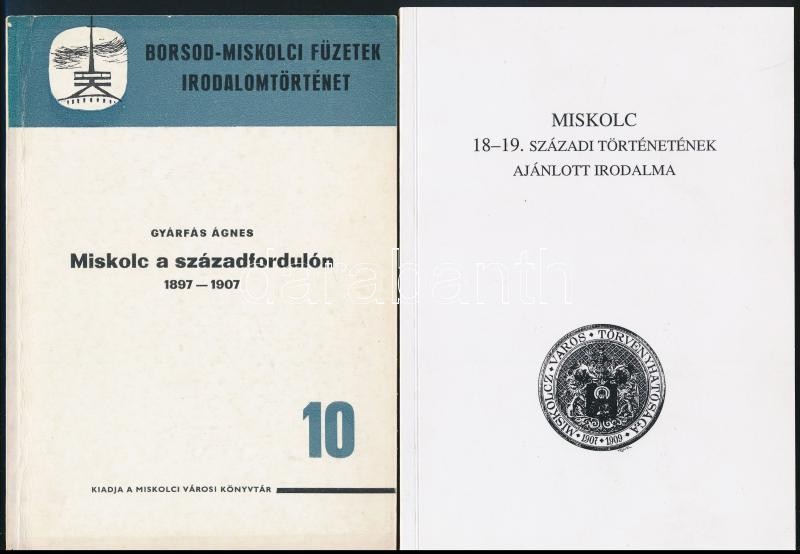 BORSOD-MISKOLCI FÜZETEK
IRODALOMTÖRTÉNET
GYÁRFÁS ÁGNES
Miskolc a századfordulón
1897 — 1907
10
KIADJA A MISKOLCI VÁROSI KÖNYVTÁR
MISKOLC
18–19. SZÁZADI TÖRTÉNETÉNEK
AJÁNLOTT IRODALMA
MISKOLCZ • VÁROS • TÖRVÉNYHATÓSÁGA
• 1907 • 1909 •
darabanth